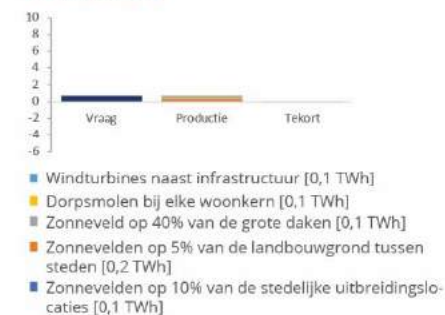 10
8
6
4
2
0
-2
-4
-6
Vraag Productie Tekort
Windturbines naast infrastructuur [0,1 TWh]
Dorpsmolen bij elke woonkern [0,1 TWh]
Zonneveld op 40% van de grote daken [0,1 TWh]
Zonnevelden op 5% van de landbouwgrond tussen
steden [0,2 TWh]
Zonnevelden op 10% van de stedelijke uitbreidingslo-
caties [0,1 TWh]